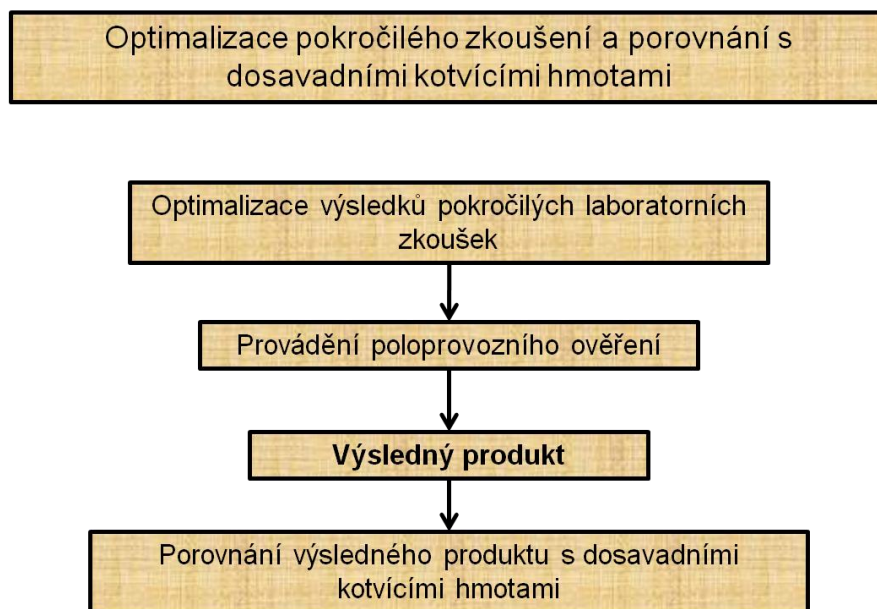 Optimalizace pokročilého zkoušení a porovnání s
dosavadními kotvícími hmotami
Optimalizace výsledků pokročilých laboratorních
zkoušek
Provádění poloprovozního ověření
Výsledný produkt
Porovnání výsledného produktu s dosavadními
kotvícími hmotami